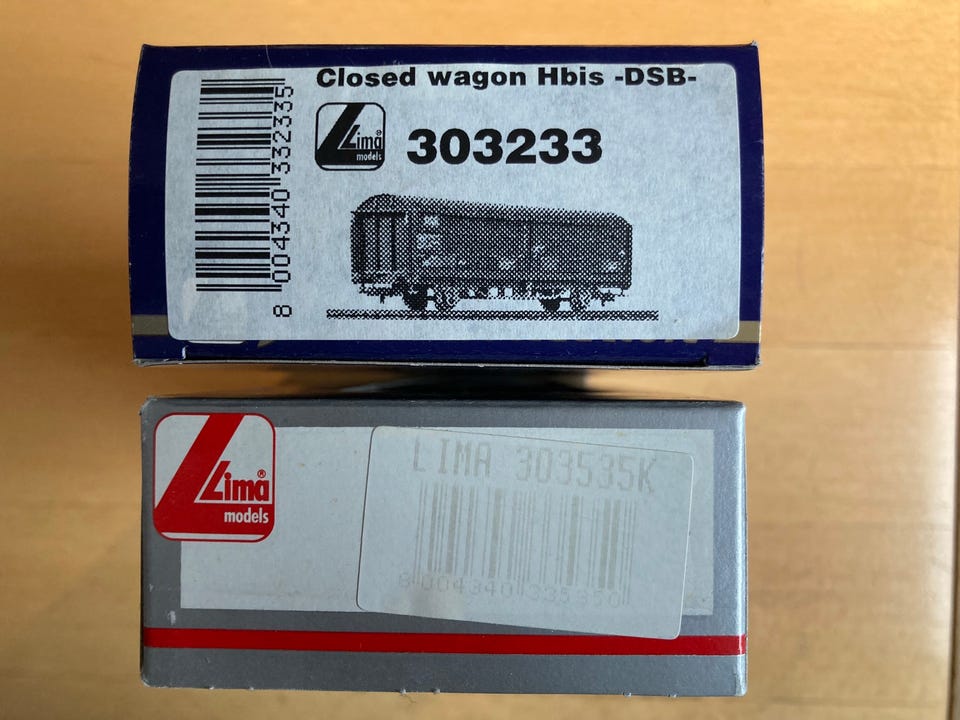 Closed wagon Hbis -DSB-
Lima®
models
303233
8 004340 332335
Lima®
models
LIMA 303535K
8 004340 335350